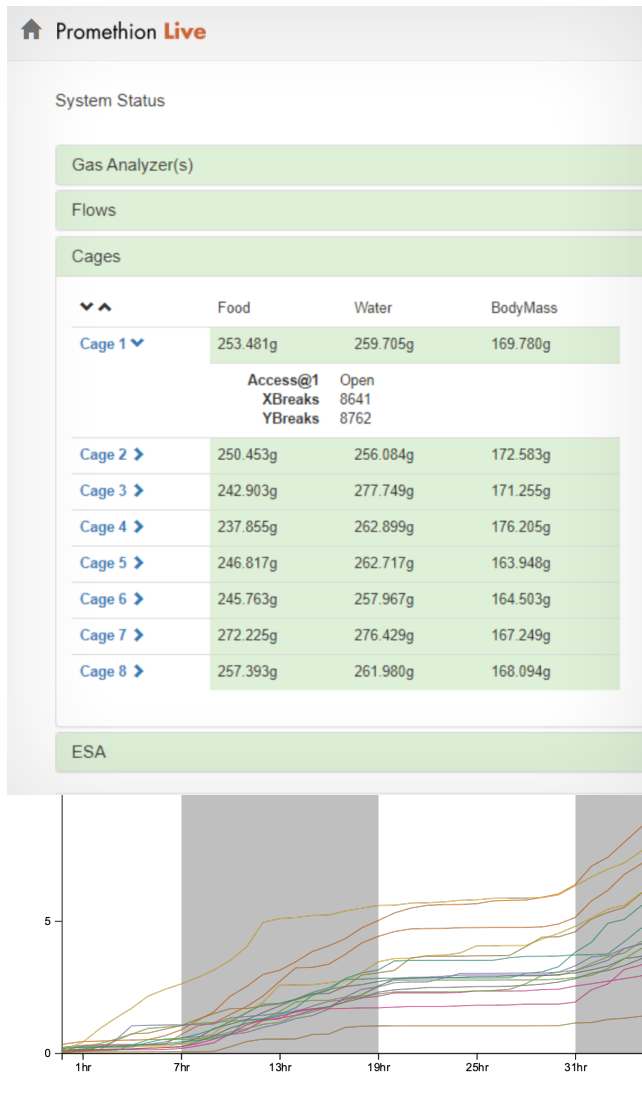 Promethion Live
System Status
Gas Analyzer(s)
Flows
Cages
Food Water BodyMass
Cage 1 253.481g 259.705g 169.780g
Access@1 Open
XBreaks 8641
YBreaks 8762
Cage 2 250.453g 256.084g 172.583g
Cage 3 242.903g 277.749g 171.255g
Cage 4 237.855g 262.899g 176.205g
Cage 5 246.817g 262.717g 163.948g
Cage 6 245.763g 257.967g 164.503g
Cage 7 272.225g 276.429g 167.249g
Cage 8 257.393g 261.980g 168.094g
ESA
5
0
1hr 7hr 13hr 19hr 25hr 31hr